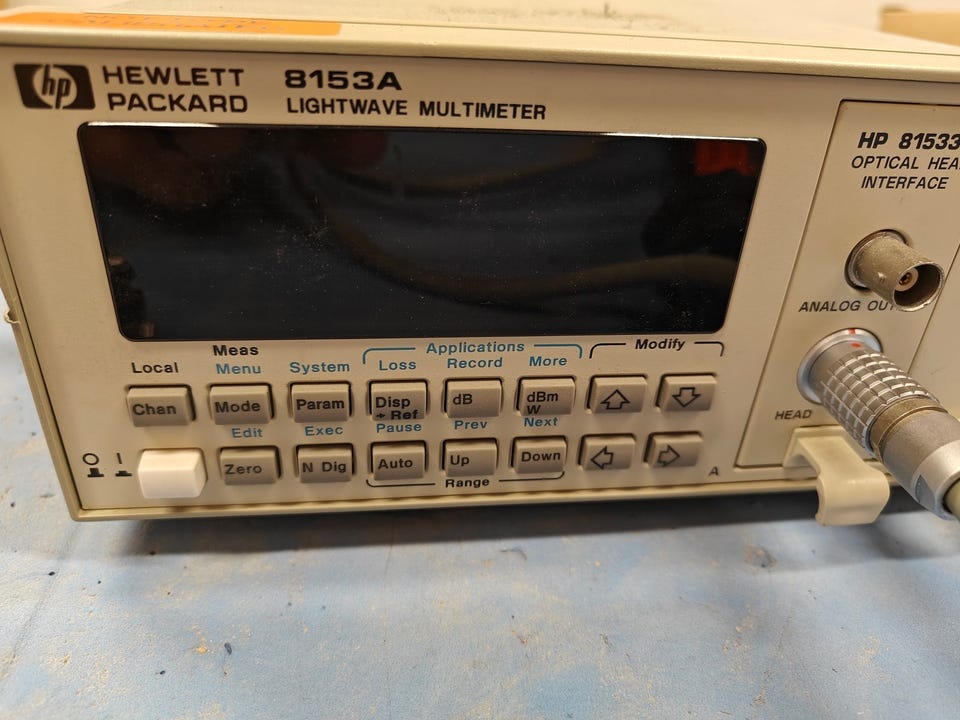 hp HEWLETT PACKARD
8153A
LIGHTWAVE MULTIMETER
HP 81533
OPTICAL HEA
INTERFACE
ANALOG OUT
HEAD
Meas
Applications
Modify
Local
Menu
System
Loss
Record
More
Chan
Mode
Param
Disp
→ Ref
dB
dBm
W
Edit
Exec
Pause
Prev
Next
O I
Zero
N Dig
Auto
Up
Down
Range
A